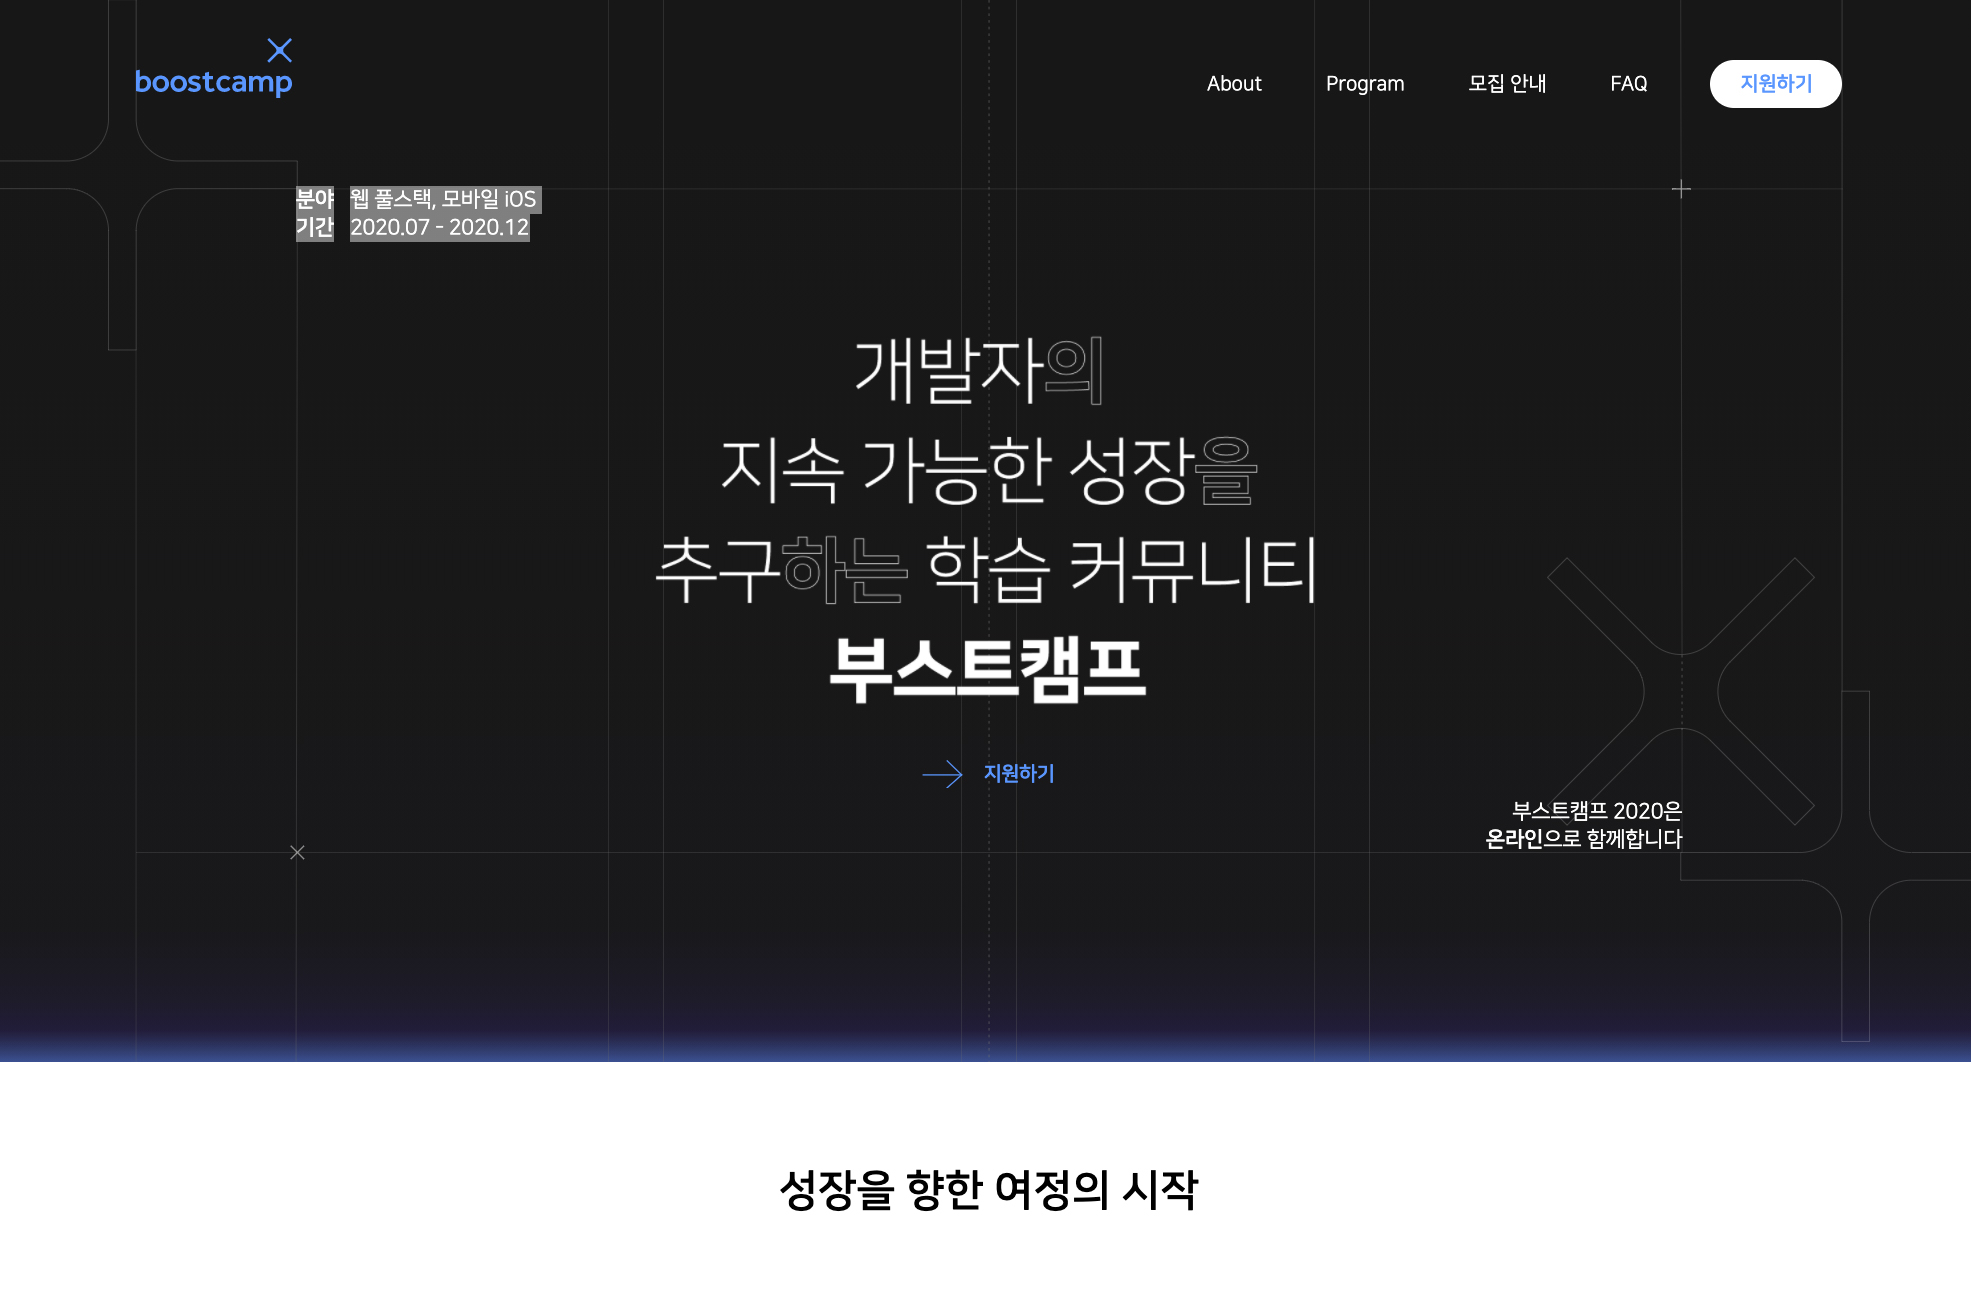 boostcamp
About
Program
모집 안내
FAQ
지원하기
분야 웹 풀스택, 모바일 iOS
기간 2020.07 - 2020.12
개발자의
지속 가능한 성장을
추구하는 학습 커뮤니티
부스트캠프
지원하기
부스트캠프 2020은
온라인으로 함께합니다
성장을 향한 여정의 시작